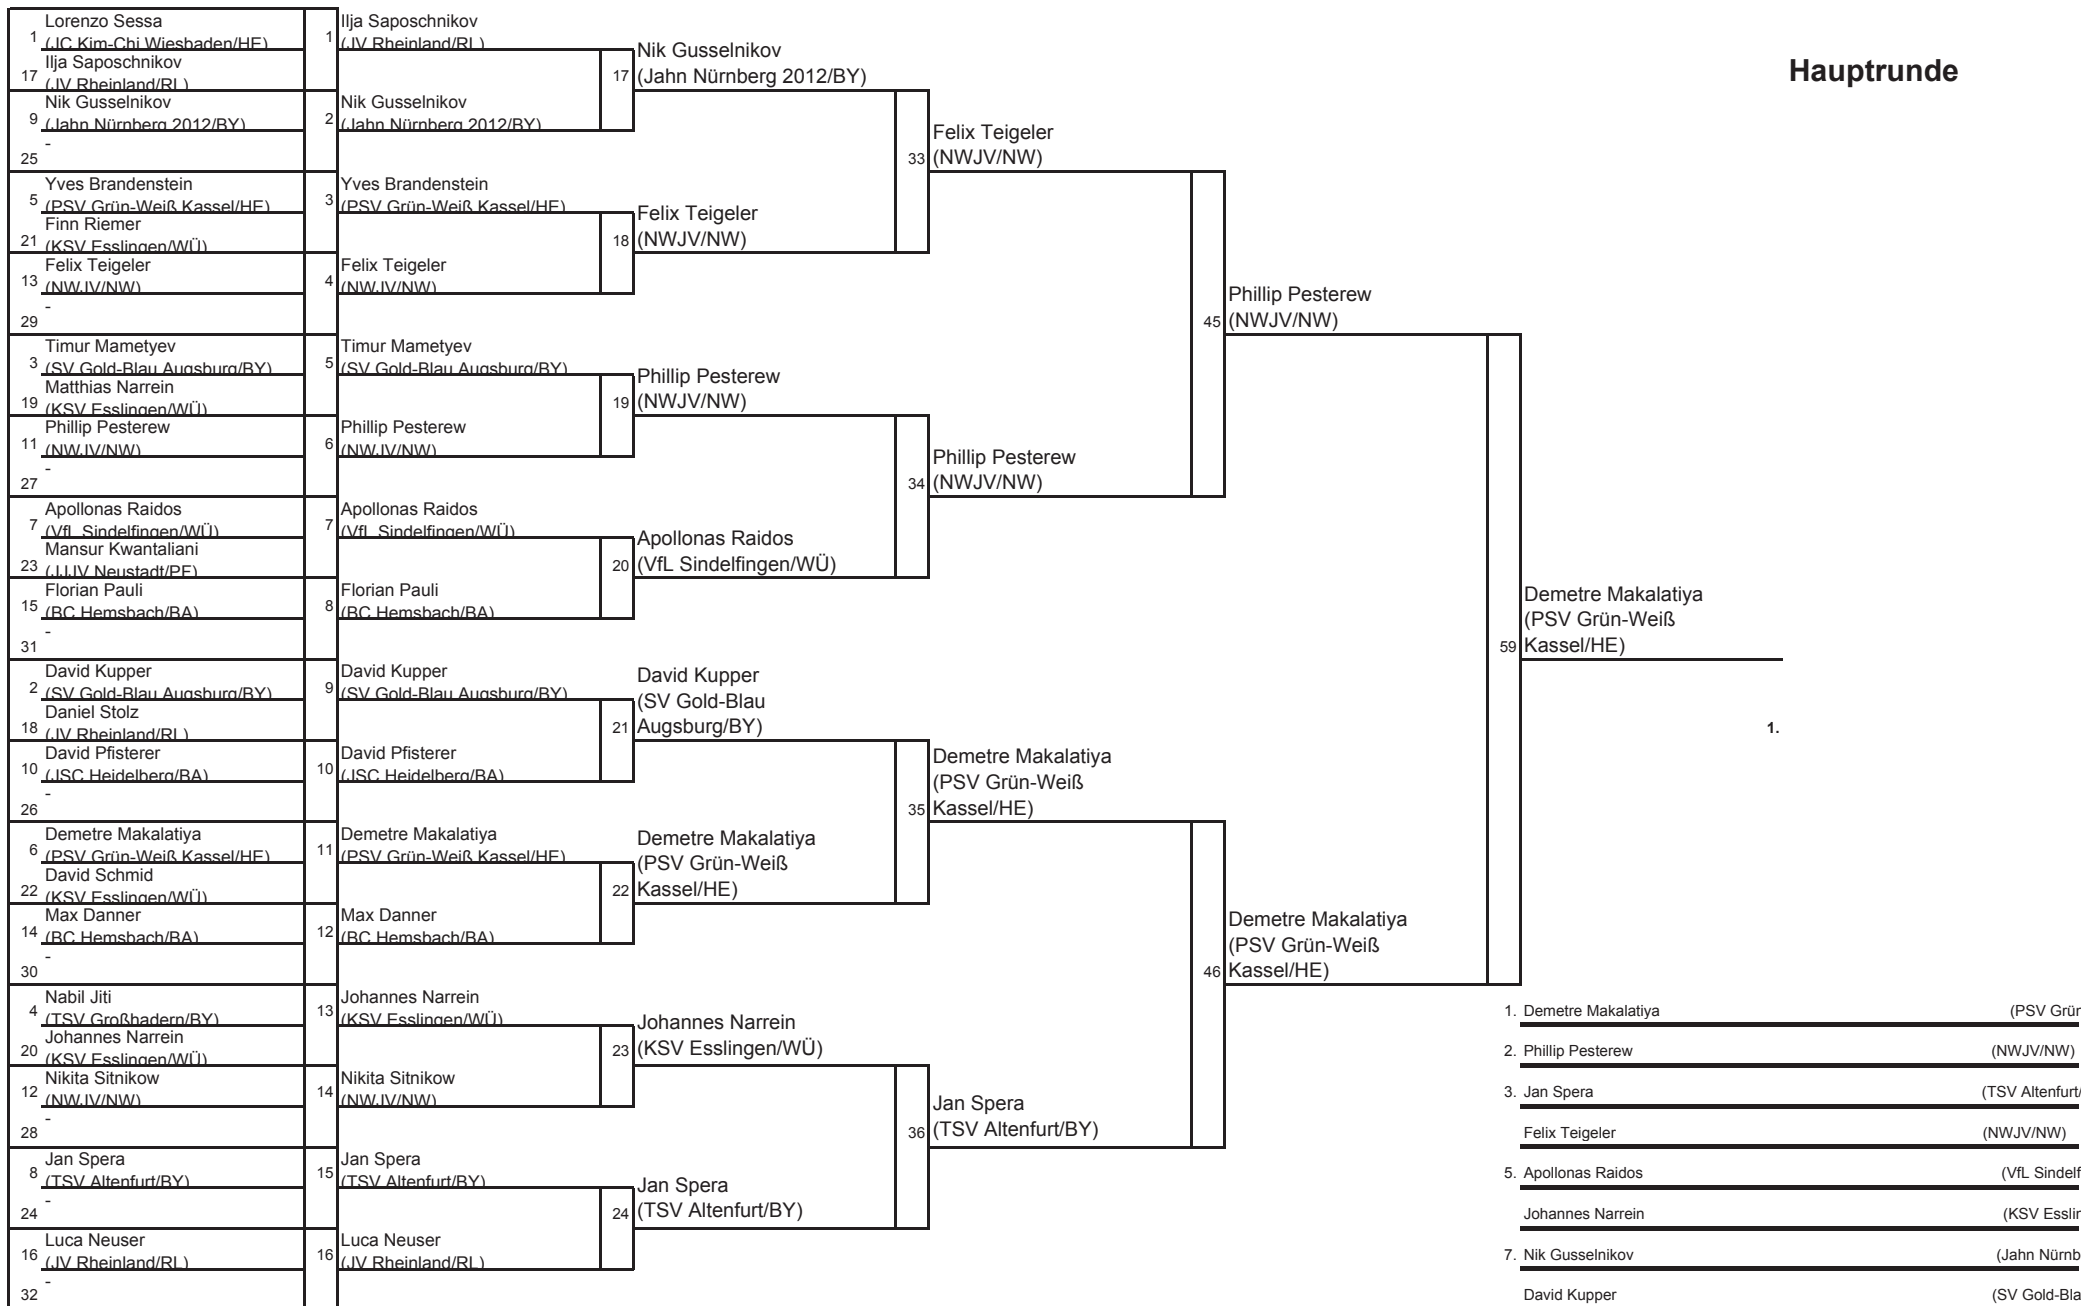 Hauptrunde
1 Lorenzo Sessa
(JC Kim-Chi Wiesbaden/HE)
17 Ilja Saposchnikov
(JV Rheinland/RL)
9 Nik Gusselnikov
(Jahn Nürnberg 2012/BY)
25 -
5 Yves Brandenstein
(PSV Grün-Weiß Kassel/HE)
21 Finn Riemer
(KSV Esslingen/WÜ)
13 Felix Teigeler
(NWJV/NW)
29 -
3 Timur Mametyev
(SV Gold-Blau Augsburg/BY)
19 Matthias Narrein
(KSV Esslingen/WÜ)
11 Phillip Pesterew
(NWJV/NW)
27 -
7 Apollonas Raidos
(VfL Sindelfingen/WÜ)
23 Mansur Kwantaliani
(JJJV Neustadt/PF)
15 Florian Pauli
(BC Hemsbach/BA)
31 -
2 David Kupper
(SV Gold-Blau Augsburg/BY)
18 Daniel Stolz
(JV Rheinland/RL)
10 David Pfisterer
(JSC Heidelberg/BA)
26 -
6 Demetre Makalatiya
(PSV Grün-Weiß Kassel/HE)
22 David Schmid
(KSV Esslingen/WÜ)
14 Max Danner
(BC Hemsbach/BA)
30 -
4 Nabil Jiti
(TSV Großhadern/BY)
20 Johannes Narrein
(KSV Esslingen/WÜ)
12 Nikita Sitnikow
(NWJV/NW)
28 -
8 Jan Spera
(TSV Altenfurt/BY)
24 -
16 Luca Neuser
(JV Rheinland/RL)
32 -
1 Ilja Saposchnikov
(JV Rheinland/RL)
2 Nik Gusselnikov
(Jahn Nürnberg 2012/BY)
3 Yves Brandenstein
(PSV Grün-Weiß Kassel/HE)
4 Felix Teigeler
(NWJV/NW)
5 Timur Mametyev
(SV Gold-Blau Augsburg/BY)
6 Phillip Pesterew
(NWJV/NW)
7 Apollonas Raidos
(VfL Sindelfingen/WÜ)
8 Florian Pauli
(BC Hemsbach/BA)
9 David Kupper
(SV Gold-Blau Augsburg/BY)
10 David Pfisterer
(JSC Heidelberg/BA)
11 Demetre Makalatiya
(PSV Grün-Weiß Kassel/HE)
12 Max Danner
(BC Hemsbach/BA)
13 Johannes Narrein
(KSV Esslingen/WÜ)
14 Nikita Sitnikow
(NWJV/NW)
15 Jan Spera
(TSV Altenfurt/BY)
16 Luca Neuser
(JV Rheinland/RL)
Nik Gusselnikov
17 (Jahn Nürnberg 2012/BY)
Felix Teigeler
18 (NWJV/NW)
Phillip Pesterew
19 (NWJV/NW)
Apollonas Raidos
20 (VfL Sindelfingen/WÜ)
David Kupper
(SV Gold-Blau
21 Augsburg/BY)
Demetre Makalatiya
(PSV Grün-Weiß
22 Kassel/HE)
Johannes Narrein
23 (KSV Esslingen/WÜ)
Jan Spera
24 (TSV Altenfurt/BY)
Felix Teigeler
33 (NWJV/NW)
Phillip Pesterew
34 (NWJV/NW)
Demetre Makalatiya
(PSV Grün-Weiß
35 Kassel/HE)
Jan Spera
36 (TSV Altenfurt/BY)
Phillip Pesterew
45 (NWJV/NW)
Demetre Makalatiya
(PSV Grün-Weiß
46 Kassel/HE)
Demetre Makalatiya
(PSV Grün-Weiß
59 Kassel/HE)
1.
1. Demetre Makalatiya (PSV Grün
2. Phillip Pesterew (NWJV/NW)
3. Jan Spera (TSV Altenfurt/
Felix Teigeler (NWJV/NW)
5. Apollonas Raidos (VfL Sindelf
Johannes Narrein (KSV Esslin
7. Nik Gusselnikov (Jahn Nürnb
David Kupper (SV Gold-Bla